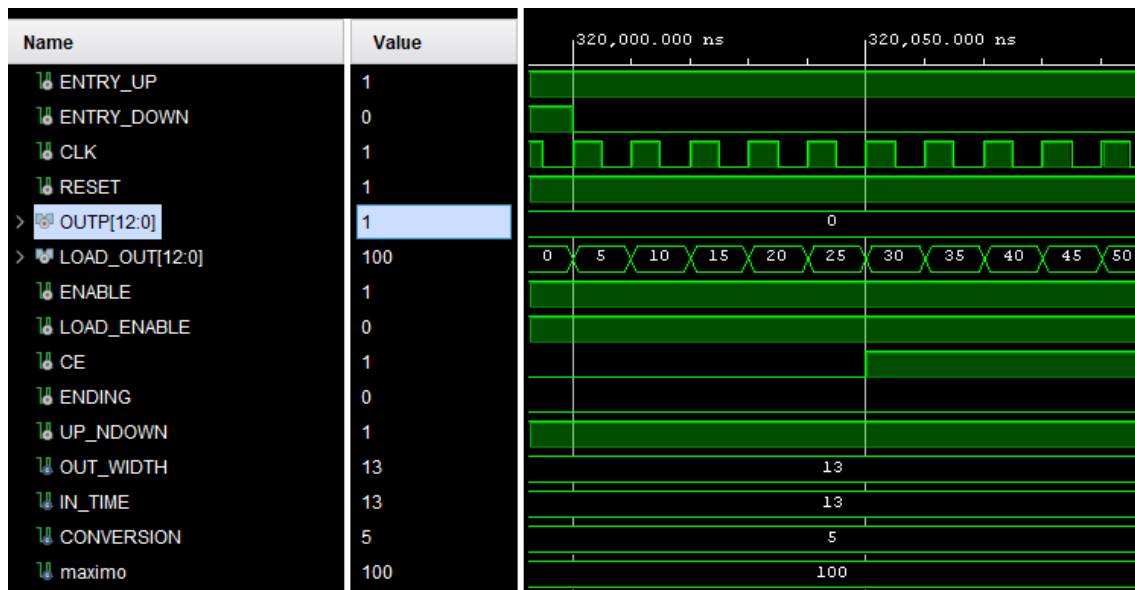 Name Value 320,000.000 ns 320,050.000 ns
ENTRY_UP 1
ENTRY_DOWN 0
CLK 1
RESET 1
> OUTP[12:0] 1 0
> LOAD_OUT[12:0] 100 0 5 10 15 20 25 30 35 40 45 50
ENABLE 1
LOAD_ENABLE 0
CE 1
ENDING 0
UP_NDOWN 1
OUT_WIDTH 13 13
IN_TIME 13 13
CONVERSION 5 5
maximo 100 100